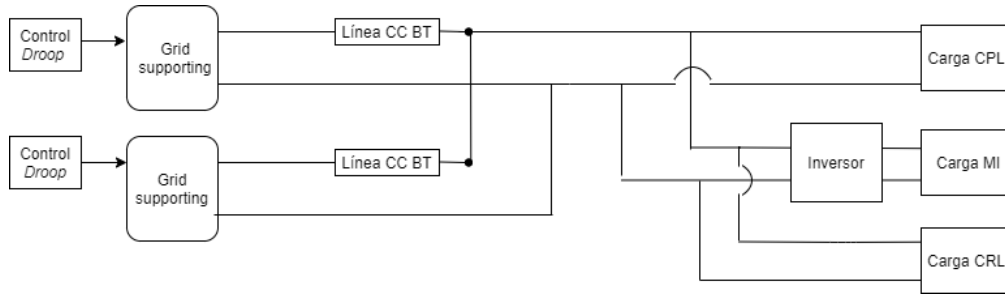 Control
Droop
Grid
supporting
Línea CC BT
Carga CPL
Control
Droop
Grid
supporting
Línea CC BT
Inversor
Carga MI
Carga CRL